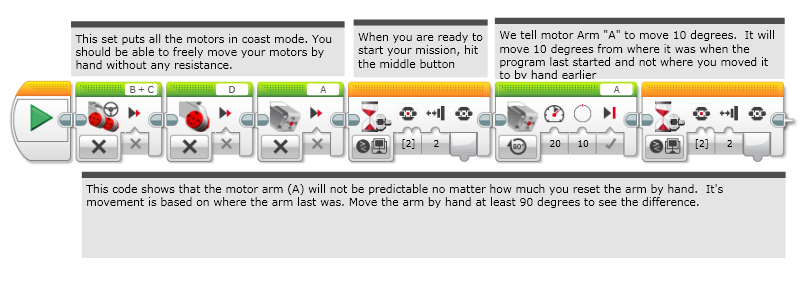 This set puts all the motors in coast mode. You
should be able to freely move your motors by
hand without any resistance.
When you are ready to
start your mission, hit
the middle button
We tell motor Arm "A" to move 10 degrees. It will
move 10 degrees from where it was when the
program last started and not where you moved it
to by hand earlier
B + C
D
A
A
[2] 2
90°
20 10
[2] 2
This code shows that the motor arm (A) will not be predictable no matter how much you reset the arm by hand. It's
movement is based on where the arm last was. Move the arm by hand at least 90 degrees to see the difference.